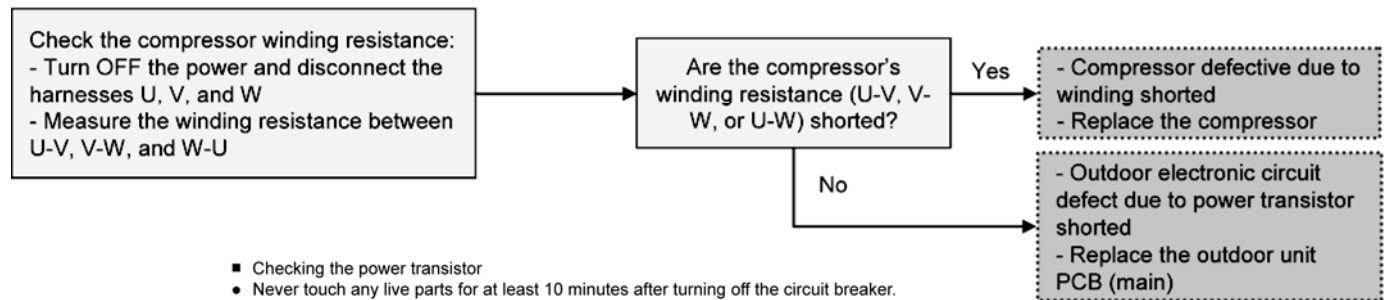 Check the compressor winding resistance:
- Turn OFF the power and disconnect the
harnesses U, V, and W
- Measure the winding resistance between
U-V, V-W, and W-U
Are the compressor's
winding resistance (U-V, V-
W, or U-W) shorted?
Yes
- Compressor defective due to
winding shorted
- Replace the compressor
No
- Outdoor electronic circuit
defect due to power transistor
shorted
- Replace the outdoor unit
PCB (main)
■ Checking the power transistor
● Never touch any live parts for at least 10 minutes after turning off the circuit breaker.